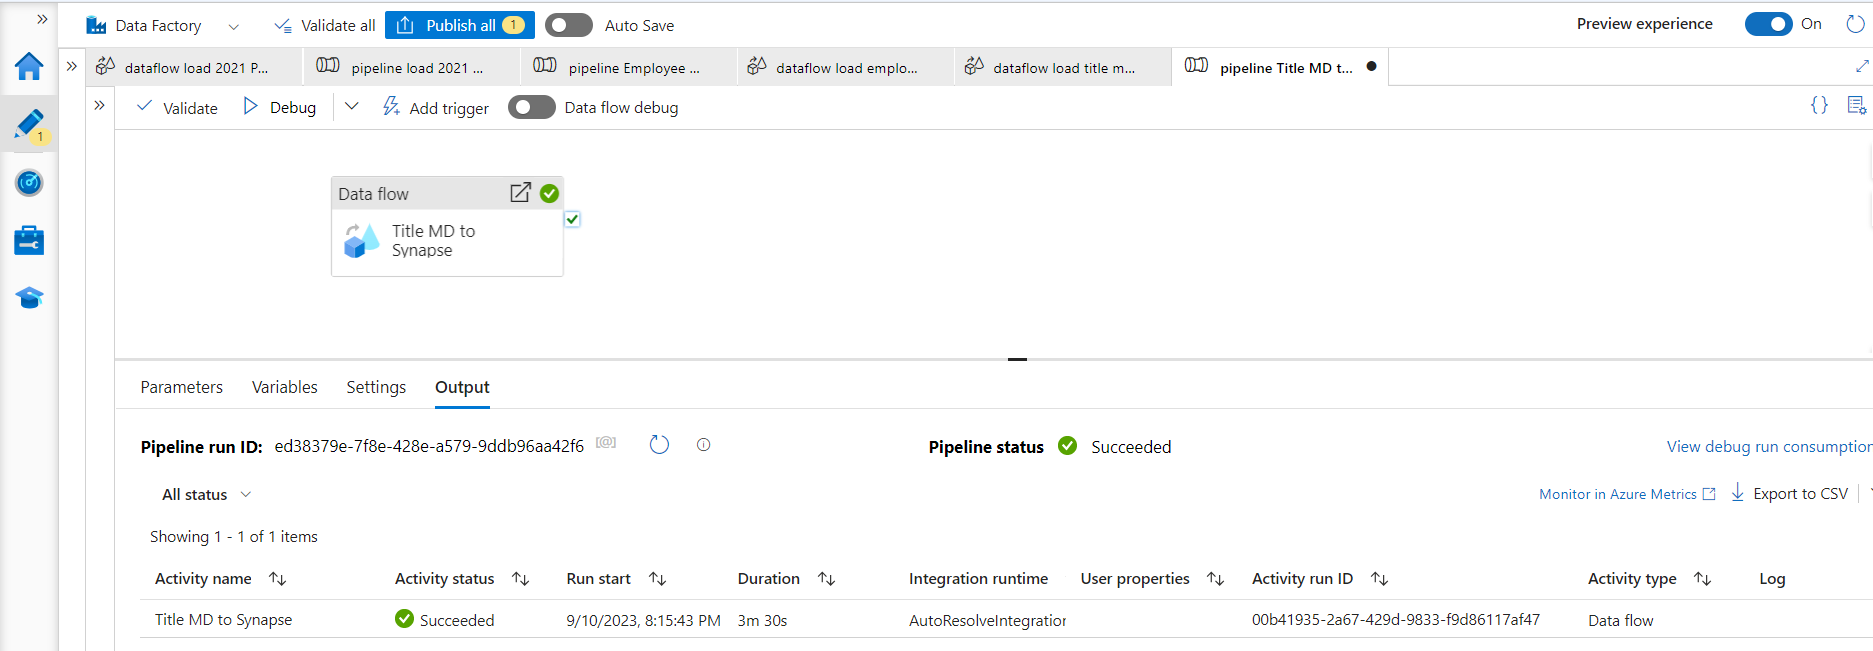 Data Factory Validate all Publish all 1 Auto Save Preview experience On
dataflow load 2021 P... pipeline load 2021 ... pipeline Employee ... dataflow load emplo... dataflow load title m... pipeline Title MD t...
Validate Debug Add trigger Data flow debug {}
1
Data flow
Title MD to
Synapse
Parameters Variables Settings Output
Pipeline run ID: ed38379e-7f8e-428e-a579-9ddb96aa42f6 [@] Pipeline status Succeeded View debug run consumption
All status Monitor in Azure Metrics Export to CSV
Showing 1 - 1 of 1 items
Activity name Activity status Run start Duration Integration runtime User properties Activity run ID Activity type Log
Title MD to Synapse Succeeded 9/10/2023, 8:15:43 PM 3m 30s AutoResolveIntegration 00b41935-2a67-429d-9833-f9d86117af47 Data flow